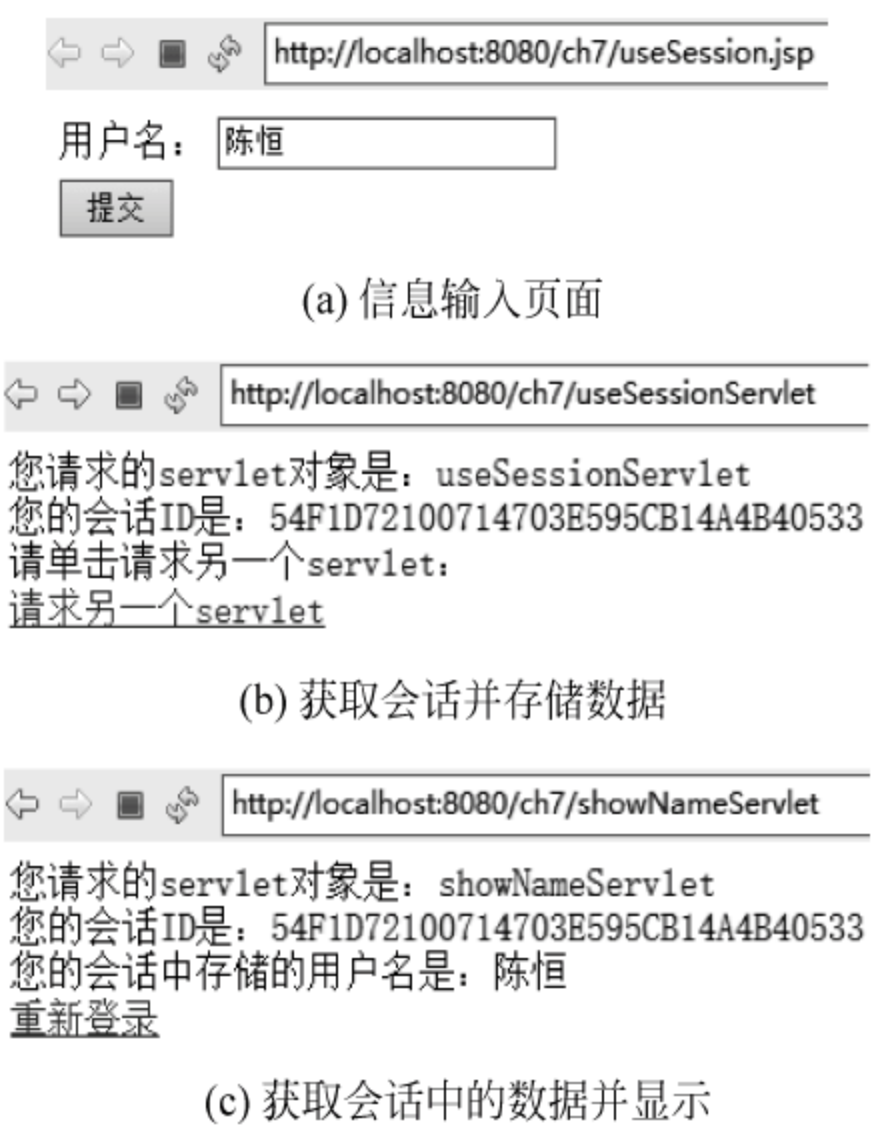 http://localhost:8080/ch7/useSession.jsp
用户名： 陈恒
提交
(a) 信息输入页面
http://localhost:8080/ch7/useSessionServlet
您请求的servlet对象是：useSessionServlet
您的会话ID是：54F1D72100714703E595CB14A4B40533
请单击请求另一个servlet：
请求另一个servlet
(b) 获取会话并存储数据
http://localhost:8080/ch7/showNameServlet
您请求的servlet对象是：showNameServlet
您的会话ID是：54F1D72100714703E595CB14A4B40533
您的会话中存储的用户名是：陈恒
重新登录
(c) 获取会话中的数据并显示